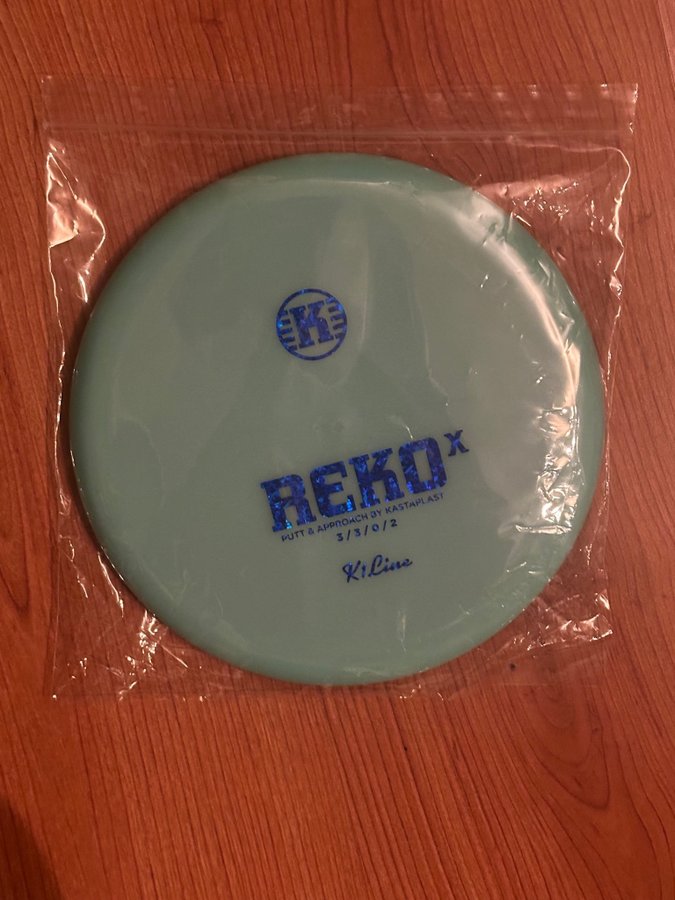 K
REKO X
PUTT & APPROACH BY KASTAPLAST
3 / 3 / 0 / 2
K1 Line